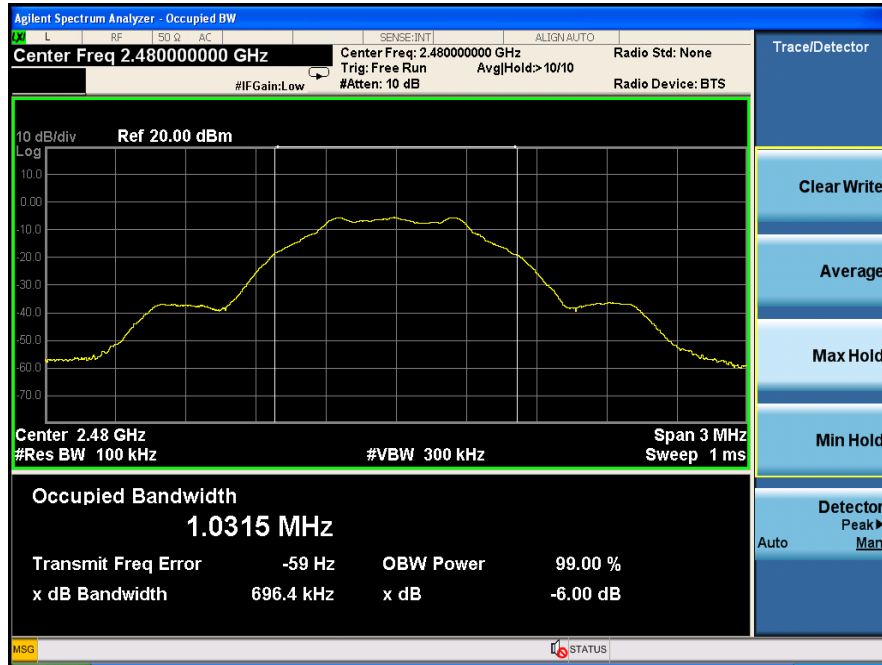 Agilent Spectrum Analyzer - Occupied BW
LXI L RF 50 Ω AC SENSE:INT ALIGN AUTO
Center Freq 2.480000000 GHz
Center Freq: 2.480000000 GHz Radio Std: None
Trig: Free Run Avg|Hold:>10/10
#IFGain:Low #Atten: 10 dB Radio Device: BTS
Trace/Detector
10 dB/div Ref 20.00 dBm
Log
10.0
0.00
-10.0
-20.0
-30.0
-40.0
-50.0
-60.0
-70.0
Center 2.48 GHz Span 3 MHz
#Res BW 100 kHz #VBW 300 kHz Sweep 1 ms
Occupied Bandwidth
1.0315 MHz
Transmit Freq Error -59 Hz OBW Power 99.00 %
x dB Bandwidth 696.4 kHz x dB -6.00 dB
Clear Write
Average
Max Hold
Min Hold
Detector
Peak
Auto Man
MSG STATUS